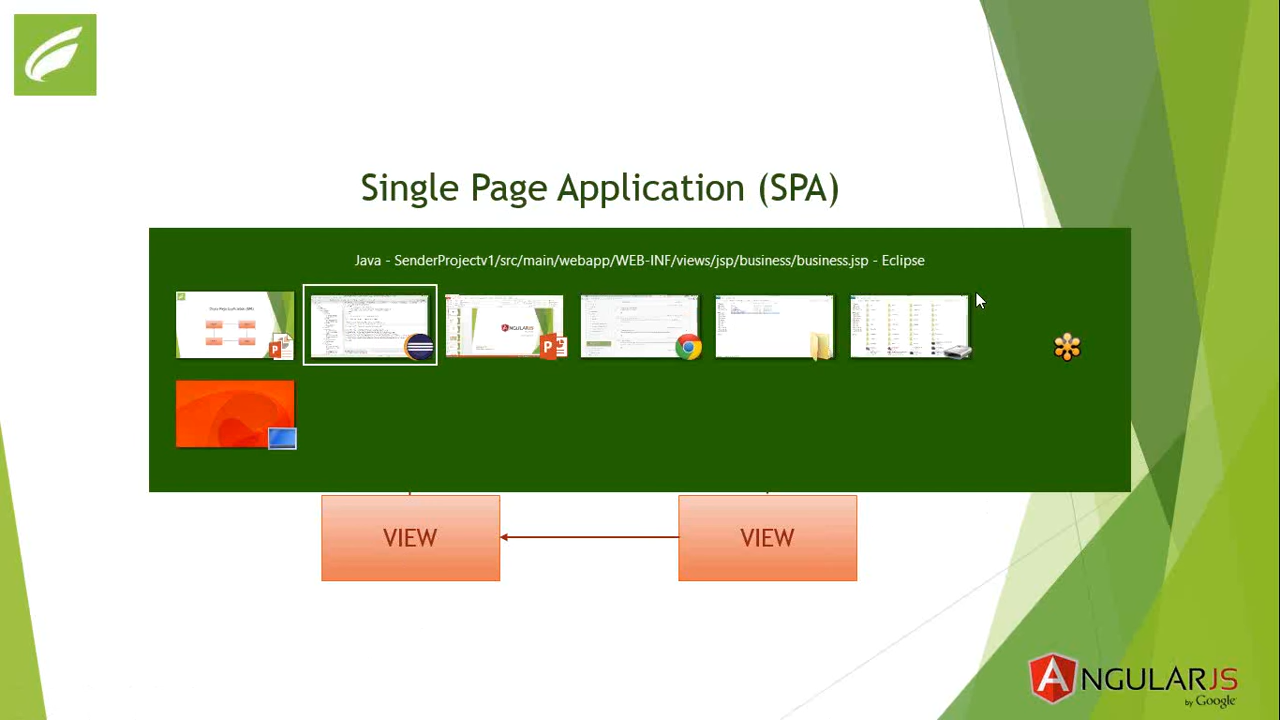 Single Page Application (SPA)
Java - SenderProjectv1/src/main/webapp/WEB-INF/views/jsp/business/business.jsp - Eclipse
VIEW
VIEW
ANGULARJS
by Google